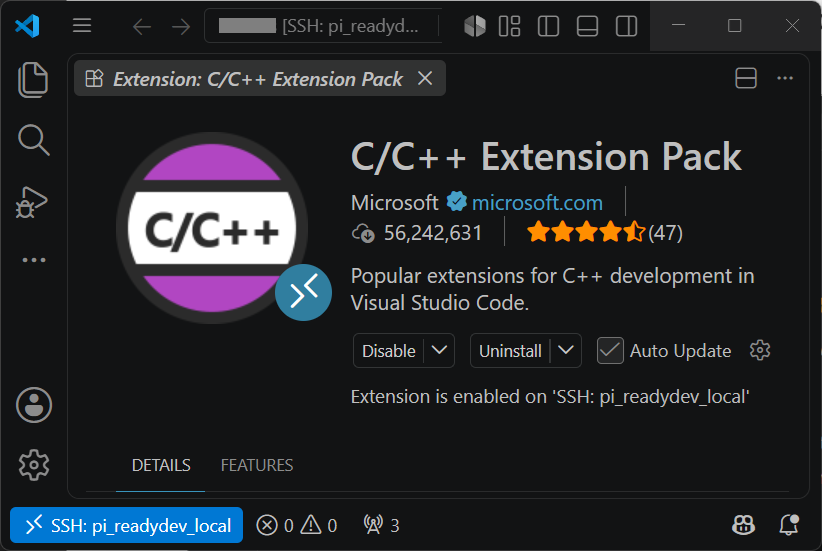 [SSH: pi_readyd...
Extension: C/C++ Extension Pack
C/C++
C/C++ Extension Pack
Microsoft microsoft.com
56,242,631 (47)
Popular extensions for C++ development in
Visual Studio Code.
Disable Uninstall Auto Update
Extension is enabled on 'SSH: pi_readydev_local'
DETAILS FEATURES
SSH: pi_readydev_local 0 0 3